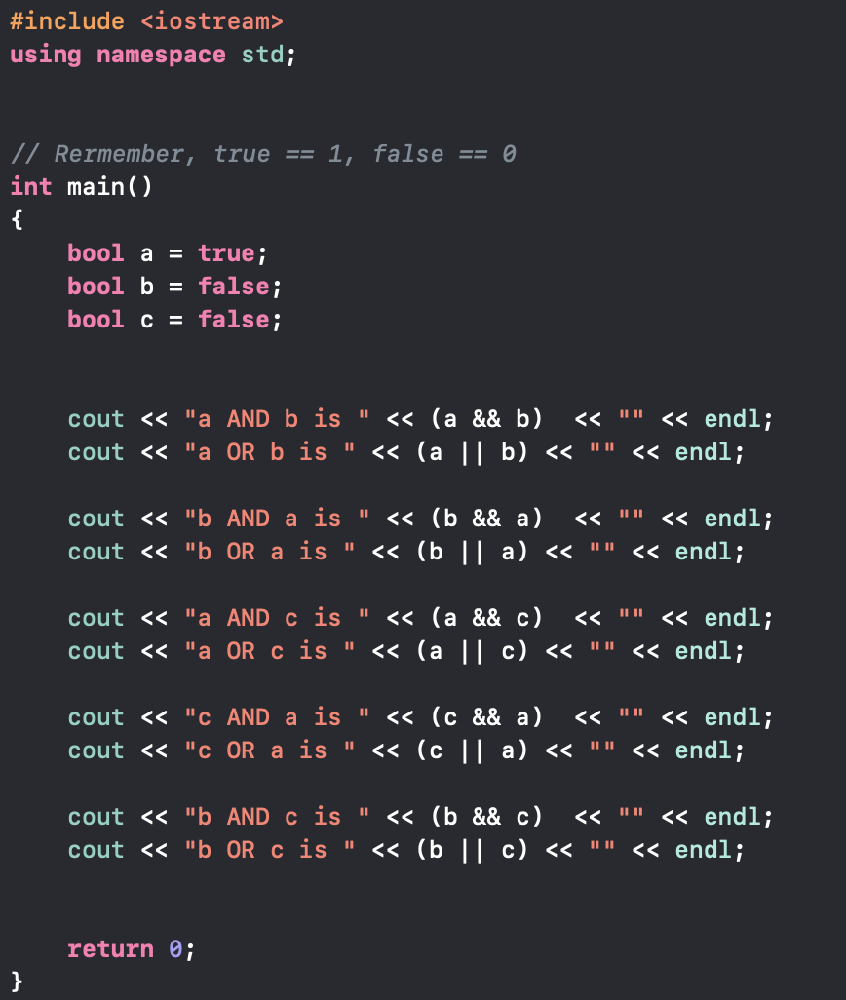 #include <iostream>
using namespace std;
// Rermember, true == 1, false == 0
int main()
{
    bool a = true;
    bool b = false;
    bool c = false;
    cout << "a AND b is " << (a && b)  << "" << endl;
    cout << "a OR b is " << (a || b) << "" << endl;
    cout << "b AND a is " << (b && a)  << "" << endl;
    cout << "b OR a is " << (b || a) << "" << endl;
    cout << "a AND c is " << (a && c)  << "" << endl;
    cout << "a OR c is " << (a || c) << "" << endl;
    cout << "c AND a is " << (c && a)  << "" << endl;
    cout << "c OR a is " << (c || a) << "" << endl;
    cout << "b AND c is " << (b && c)  << "" << endl;
    cout << "b OR c is " << (b || c) << "" << endl;
    return 0;
}